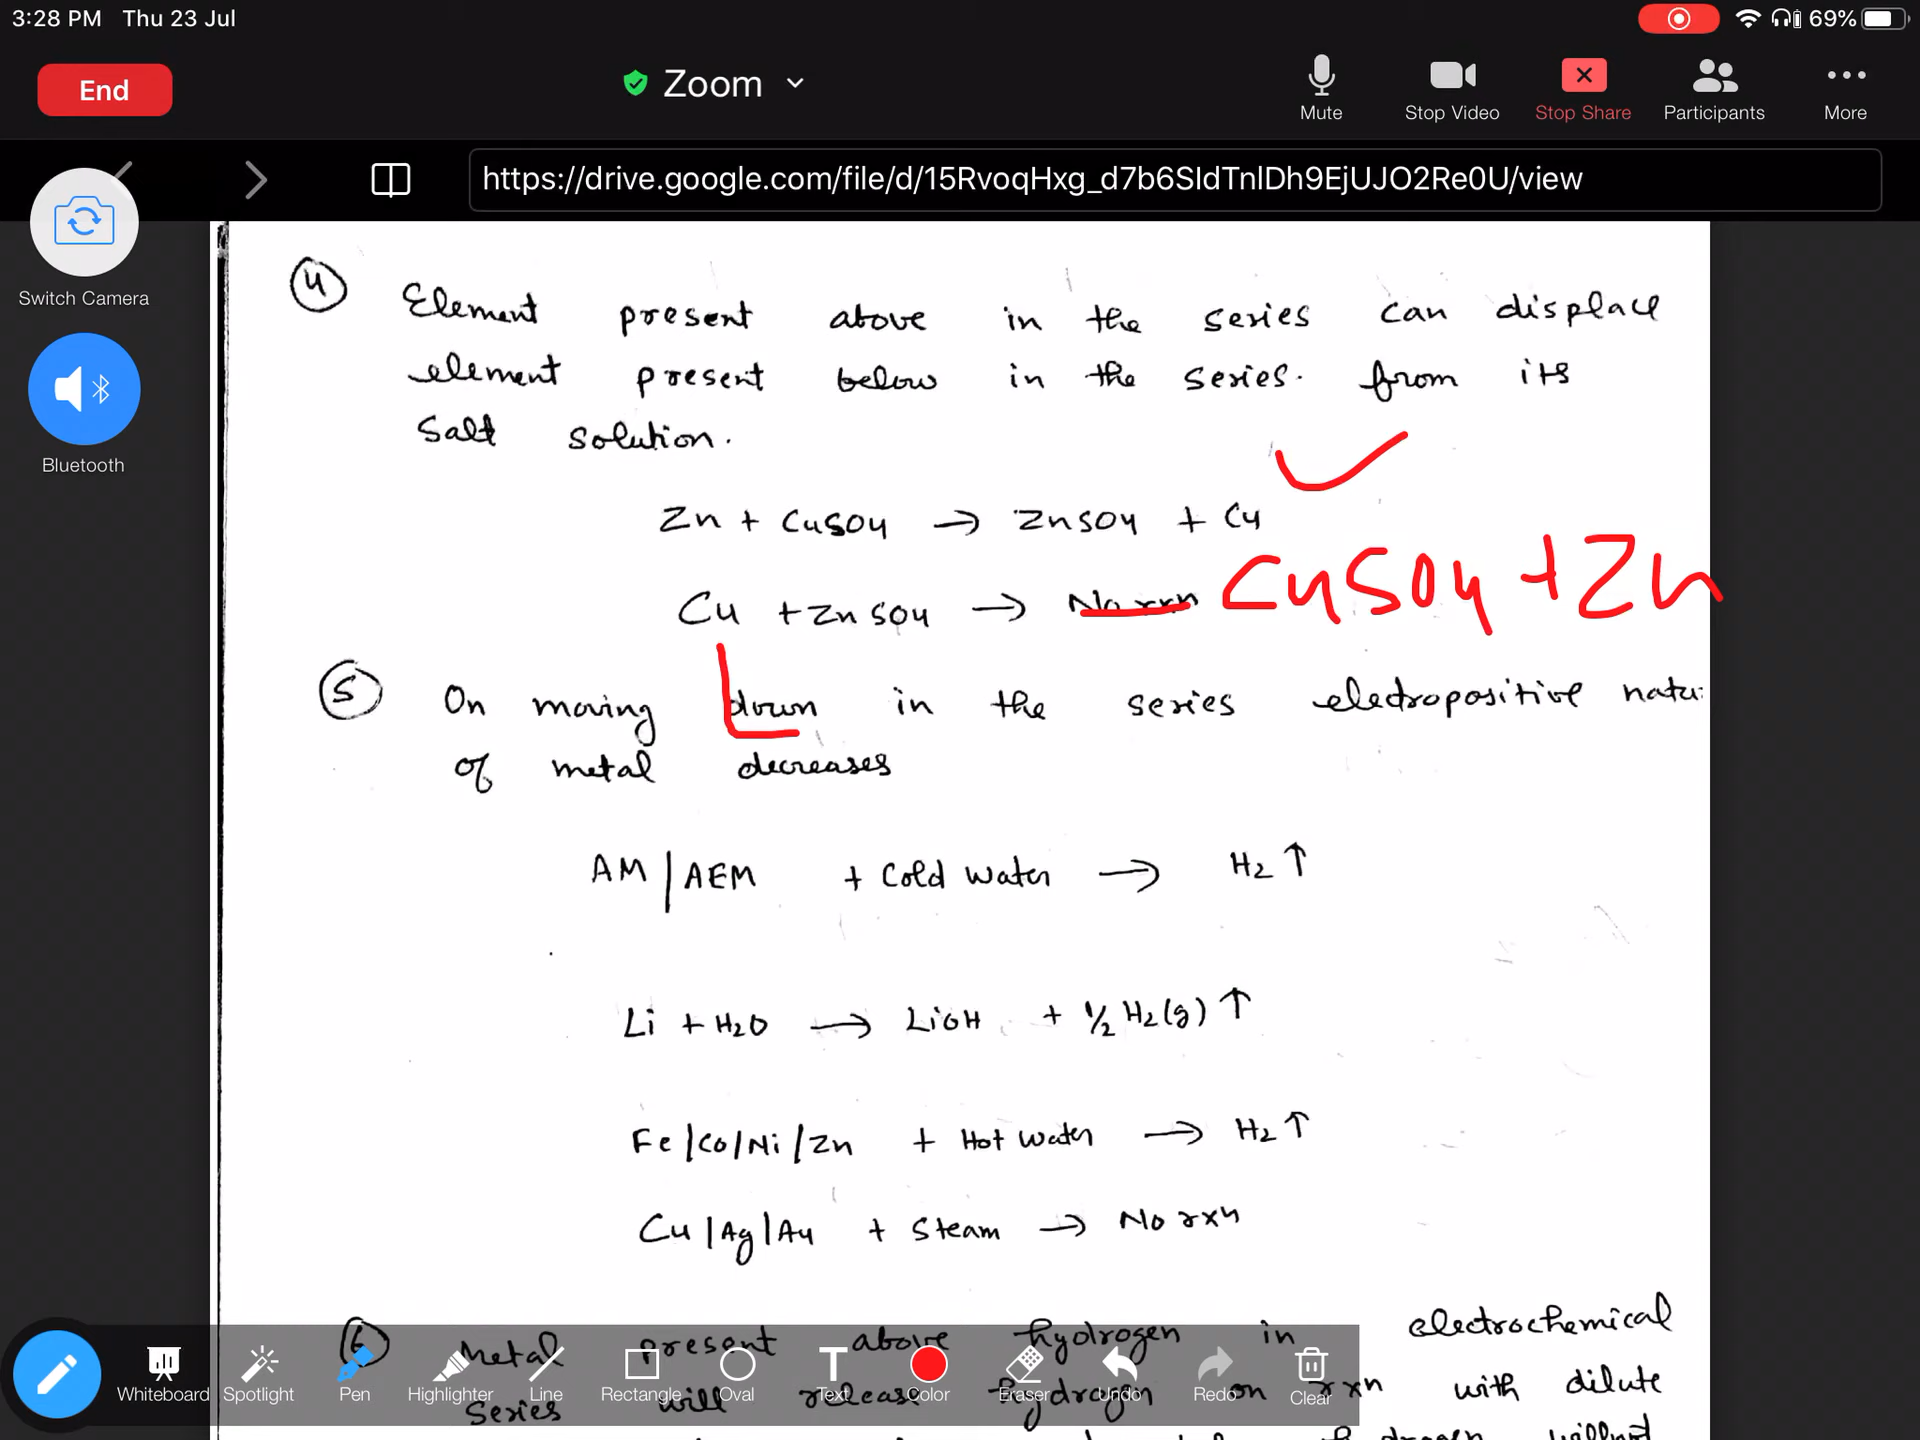 3:28 PM Thu 23 Jul
69%
End
Zoom
Mute
Stop Video
Stop Share
Participants
More
https://drive.google.com/file/d/15RvoqHxg_d7b6SIdTnlDh9EjUJO2Re0U/view
Switch Camera
Bluetooth
4 Element present above in the series can displace
element present below in the series. from its
salt solution.
Zn + CuSO4 → ZnSO4 + Cu
Cu + ZnSO4 → No rxn CuSO4 + Zn
5 On moving down in the series electropositive natu
of metal decreases
AM | AEM + Cold water → H2 ↑
Li + H2O → LiOH + 1/2 H2(g) ↑
Fe/Co/Ni/Zn + Hot water → H2 ↑
Cu | Ag | Au + Steam → No rxn
6 Metal present above hydrogen in electrochemical
Series will release hydrogen on rxn with dilute
Whiteboard
Spotlight
Pen
Highlighter
Line
Rectangle
Oval
Text
Color
Eraser
Undo
Redo
Clear